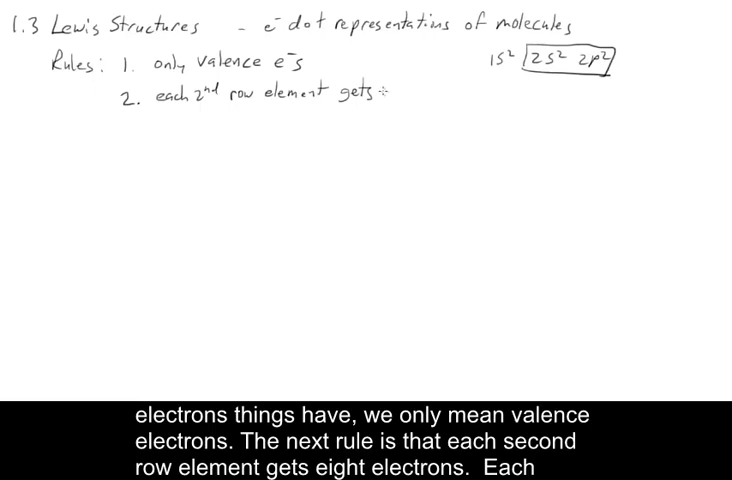 1.3 Lewis Structures - e⁻ dot representations of molecules
Rules: 1. only valence e⁻s 1s² 2s² 2p²
2. each 2nd row element gets
electrons things have, we only mean valence
electrons. The next rule is that each second
row element gets eight electrons. Each